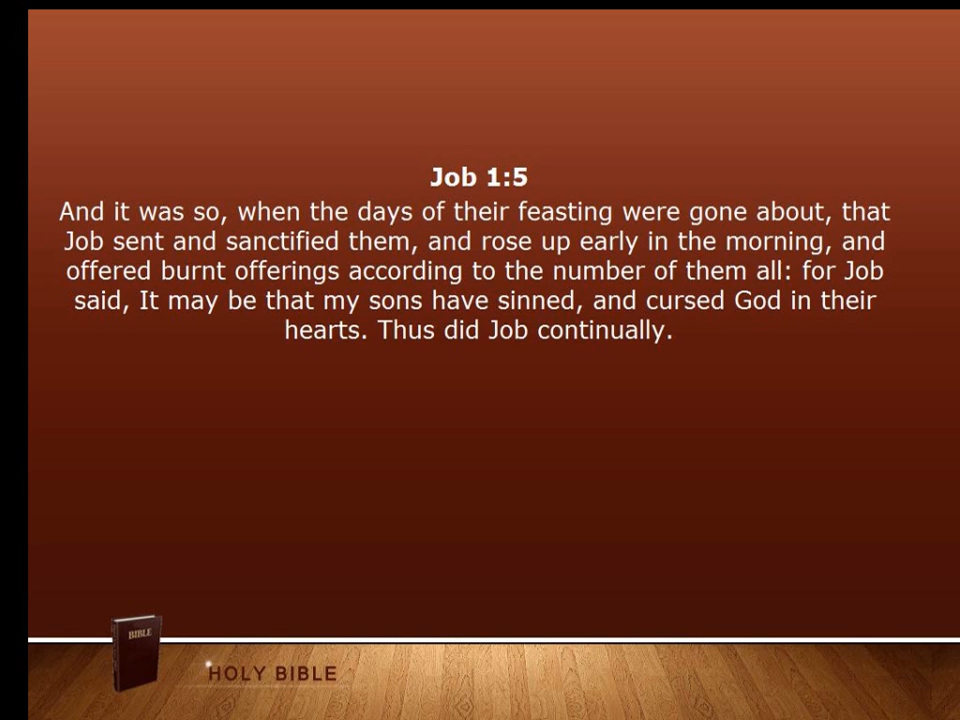 Job 1:5
And it was so, when the days of their feasting were gone about, that
Job sent and sanctified them, and rose up early in the morning, and
offered burnt offerings according to the number of them all: for Job
said, It may be that my sons have sinned, and cursed God in their
hearts. Thus did Job continually.
BIBLE
HOLY BIBLE